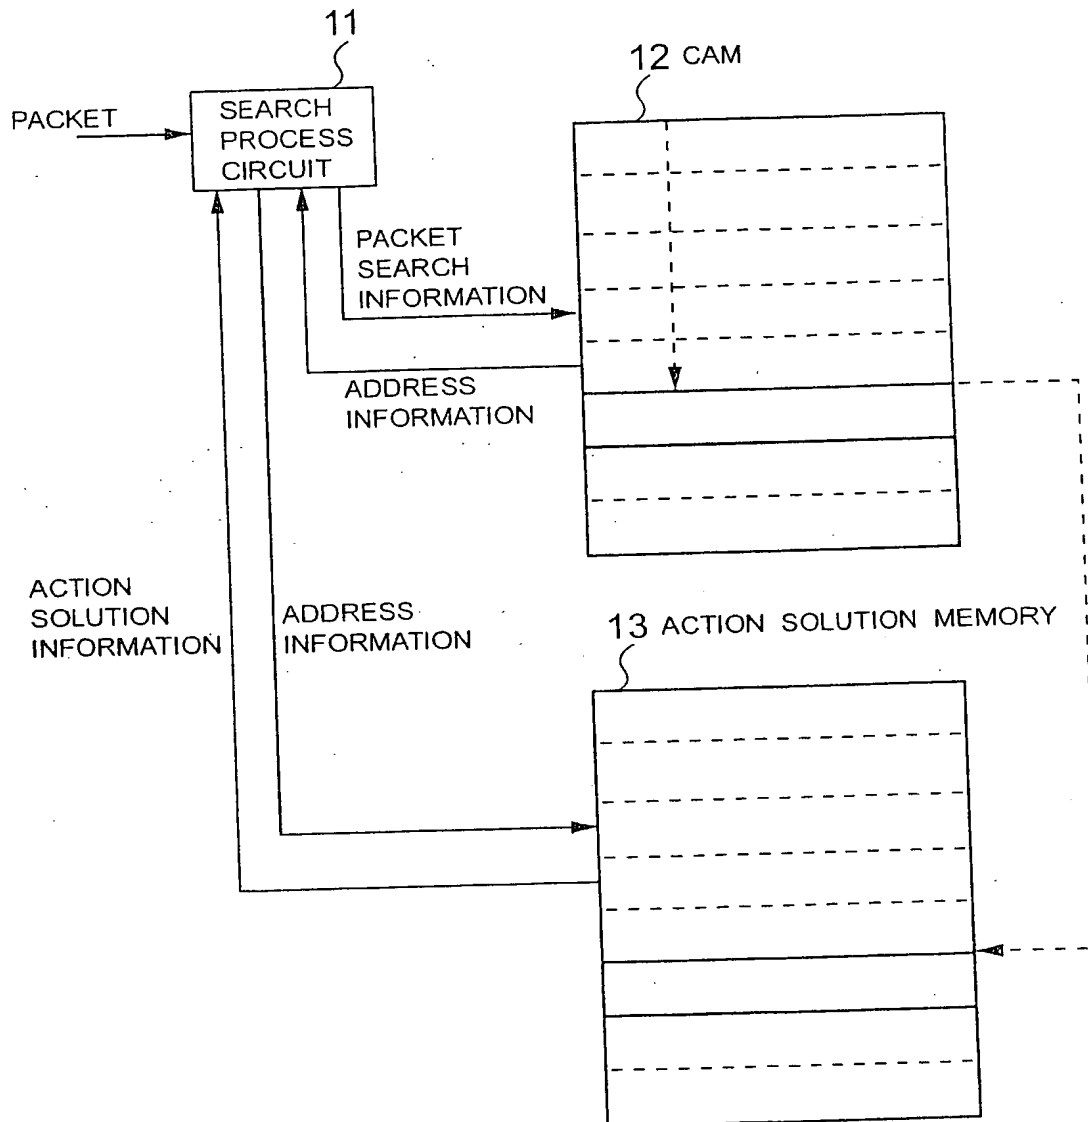 11
12 CAM
PACKET
SEARCH
PROCESS
CIRCUIT
PACKET
SEARCH
INFORMATION
ADDRESS
INFORMATION
ACTION
SOLUTION
INFORMATION
ADDRESS
INFORMATION
13 ACTION SOLUTION MEMORY